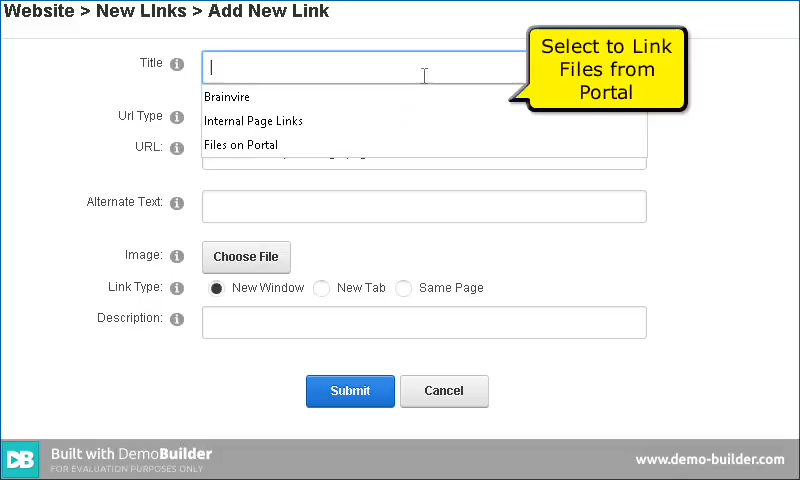 Website > New LInks > Add New Link
Select to Link
Files from
Portal
Title
Brainvire
Url Type
Internal Page Links
URL:
Files on Portal
Alternate Text:
Image:
Choose File
Link Type:
New Window
New Tab
Same Page
Description:
Submit
Cancel
DB
Built with DemoBuilder
FOR EVALUATION PURPOSES ONLY
www.demo-builder.com